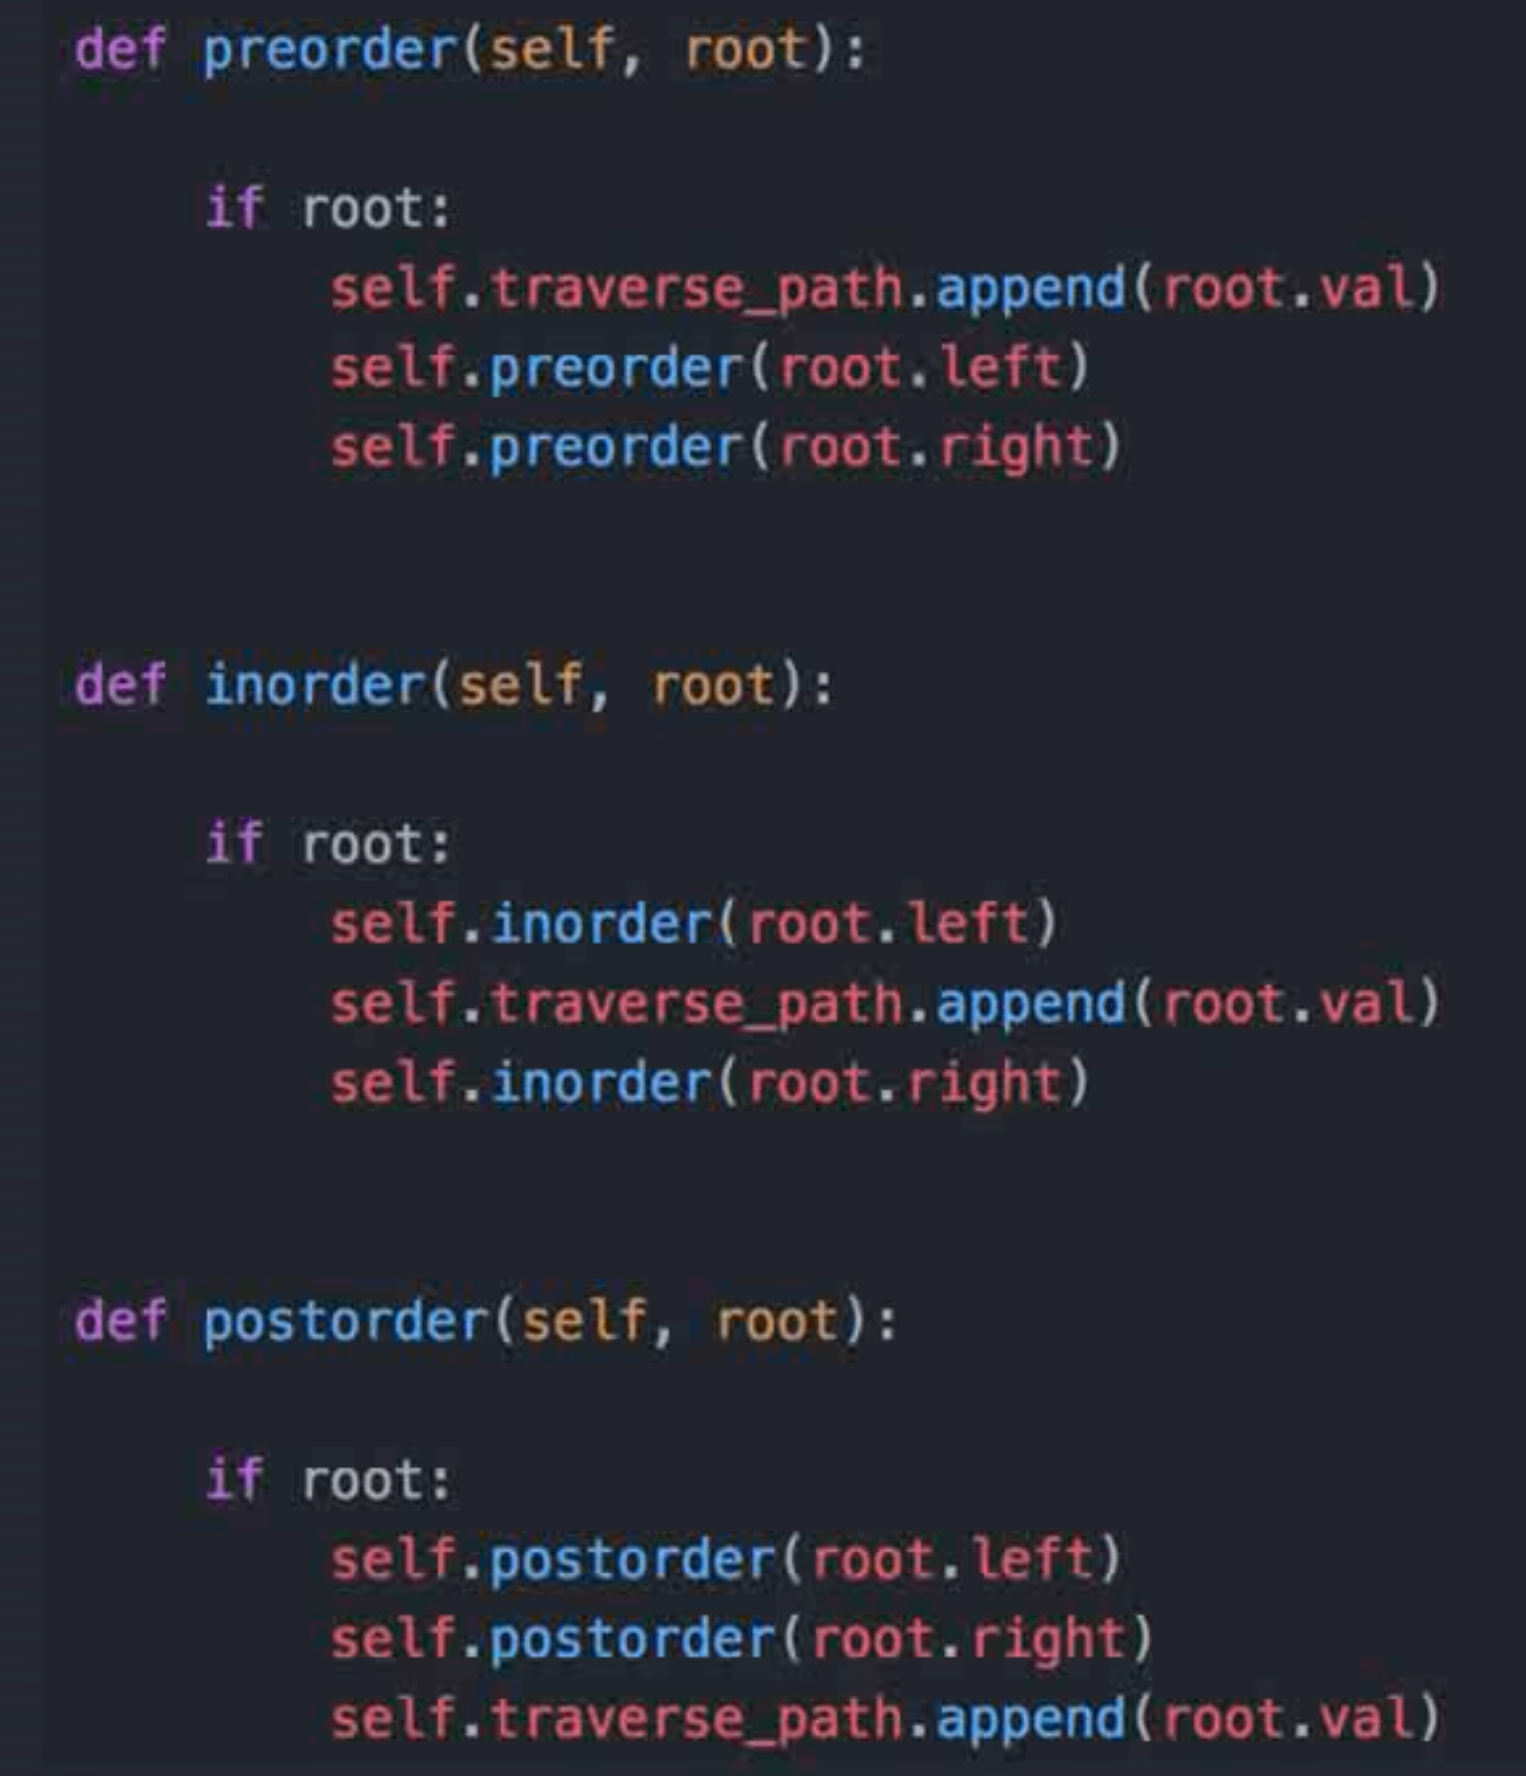 def preorder(self, root):
if root:
self.traverse_path.append(root.val)
self.preorder(root.left)
self.preorder(root.right)
def inorder(self, root):
if root:
self.inorder(root.left)
self.traverse_path.append(root.val)
self.inorder(root.right)
def postorder(self, root):
if root:
self.postorder(root.left)
self.postorder(root.right)
self.traverse_path.append(root.val)